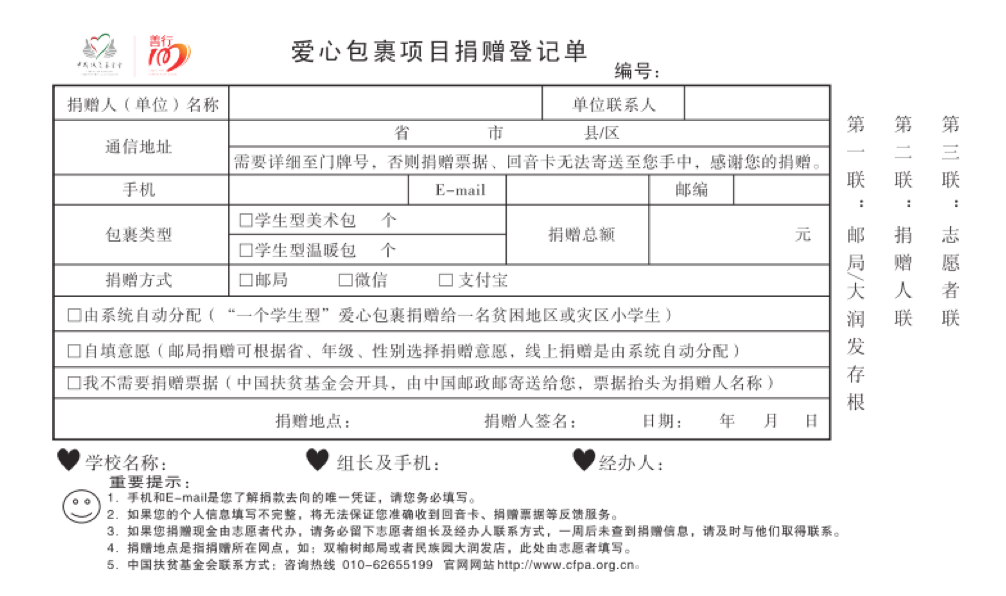 善行
100
中国扶贫基金会
爱心包裹项目捐赠登记单
编号：
捐赠人（单位）名称
单位联系人
通信地址
省 市 县/区
需要详细至门牌号，否则捐赠票据、回音卡无法寄送至您手中，感谢您的捐赠。
手机
E-mail
邮编
包裹类型
□学生型美术包 个
□学生型温暖包 个
捐赠总额
元
捐赠方式
□邮局 □微信 □支付宝
□由系统自动分配（“一个学生型”爱心包裹捐赠给一名贫困地区或灾区小学生）
□自填意愿（邮局捐赠可根据省、年级、性别选择捐赠意愿，线上捐赠是由系统自动分配）
□我不需要捐赠票据（中国扶贫基金会开具，由中国邮政邮寄送给您，票据抬头为捐赠人名称）
捐赠地点： 捐赠人签名： 日期： 年 月 日
第一联：邮局/大润发存根
第二联：捐赠人联
第三联：志愿者联
学校名称： 组长及手机： 经办人：
重要提示：
1. 手机和E-mail是您了解捐款去向的唯一凭证，请您务必填写。
2. 如果您的个人信息填写不完整，将无法保证您准确收到回音卡、捐赠票据等反馈服务。
3. 如果您捐赠现金由志愿者代办，请务必留下志愿者组长及经办人联系方式，一周后未查到捐赠信息，请及时与他们取得联系。
4. 捐赠地点是指捐赠所在网点，如：双榆树邮局或者民族园大润发店，此处由志愿者填写。
5. 中国扶贫基金会联系方式：咨询热线 010-62655199 官网网站http://www.cfpa.org.cn。